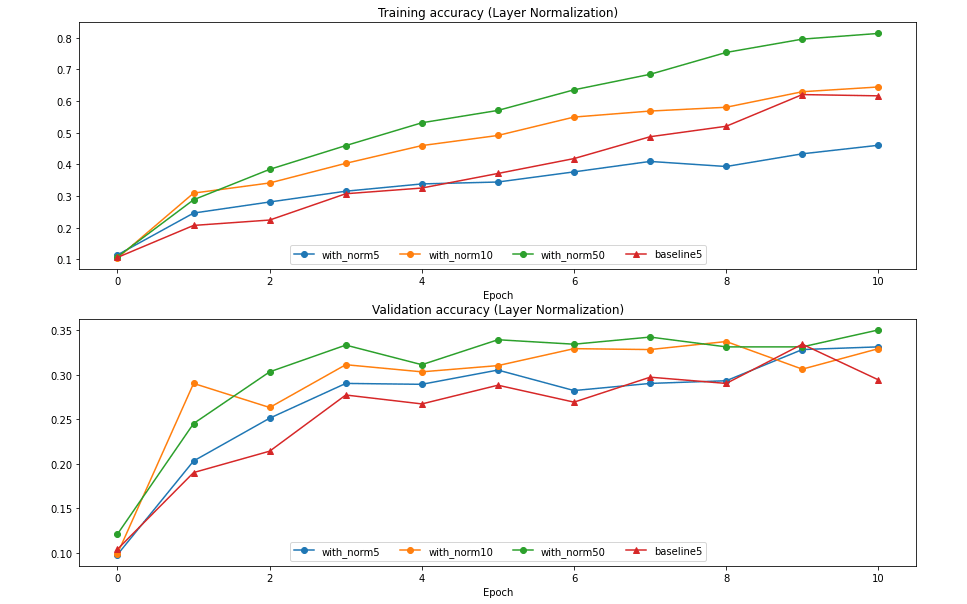 Training accuracy (Layer Normalization)
0.8
0.7
0.6
0.5
0.4
0.3
0.2
0.1
with_norm5 with_norm10 with_norm50 baseline5
0 2 4 6 8 10
Epoch
Validation accuracy (Layer Normalization)
0.35
0.30
0.25
0.20
0.15
0.10
with_norm5 with_norm10 with_norm50 baseline5
0 2 4 6 8 10
Epoch